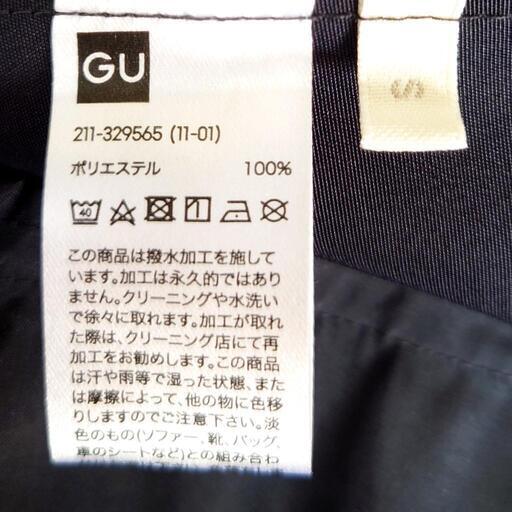 GU
S
211-329565 (11-01)
ポリエステル 100%
40
この商品は撥水加工を施して
います。加工は永久的ではあり
ません。クリーニングや水洗い
で徐々に取れます。加工が取れ
た際は、クリーニング店にて再
加工をお勧めします。この商品
は汗や雨等で湿った状態、また
は摩擦によって、他の物に色移
りしますのでご注意下さい。淡
色のもの(ソファー、靴、バッグ、
車のシートなど)との組み合わ